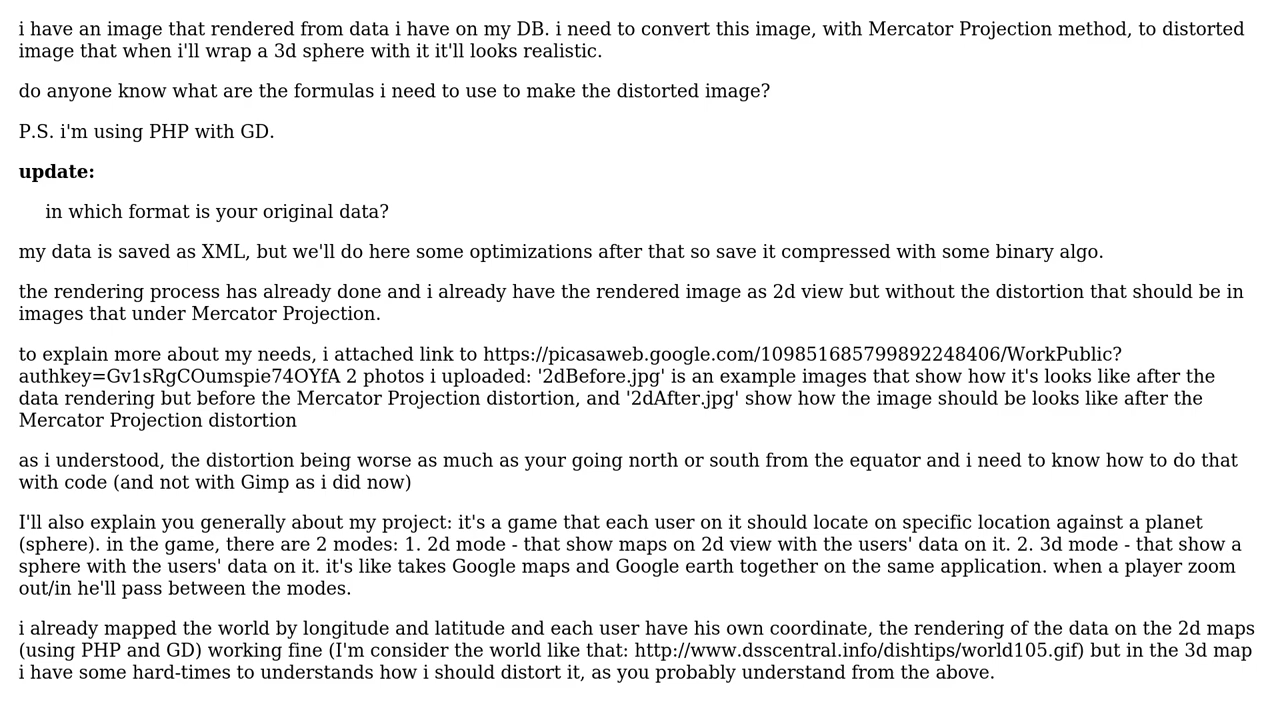 i have an image that rendered from data i have on my DB. i need to convert this image, with Mercator Projection method, to distorted
image that when i'll wrap a 3d sphere with it it'll looks realistic.
do anyone know what are the formulas i need to use to make the distorted image?
P.S. i'm using PHP with GD.
update:
in which format is your original data?
my data is saved as XML, but we'll do here some optimizations after that so save it compressed with some binary algo.
the rendering process has already done and i already have the rendered image as 2d view but without the distortion that should be in
images that under Mercator Projection.
to explain more about my needs, i attached link to https://picasaweb.google.com/109851685799892248406/WorkPublic?
authkey=Gv1sRgCOumspie74OYfA 2 photos i uploaded: '2dBefore.jpg' is an example images that show how it's looks like after the
data rendering but before the Mercator Projection distortion, and '2dAfter.jpg' show how the image should be looks like after the
Mercator Projection distortion
as i understood, the distortion being worse as much as your going north or south from the equator and i need to know how to do that
with code (and not with Gimp as i did now)
I'll also explain you generally about my project: it's a game that each user on it should locate on specific location against a planet
(sphere). in the game, there are 2 modes: 1. 2d mode - that show maps on 2d view with the users' data on it. 2. 3d mode - that show a
sphere with the users' data on it. it's like takes Google maps and Google earth together on the same application. when a player zoom
out/in he'll pass between the modes.
i already mapped the world by longitude and latitude and each user have his own coordinate, the rendering of the data on the 2d maps
(using PHP and GD) working fine (I'm consider the world like that: http://www.dsscentral.info/dishtips/world105.gif) but in the 3d map
i have some hard-times to understands how i should distort it, as you probably understand from the above.